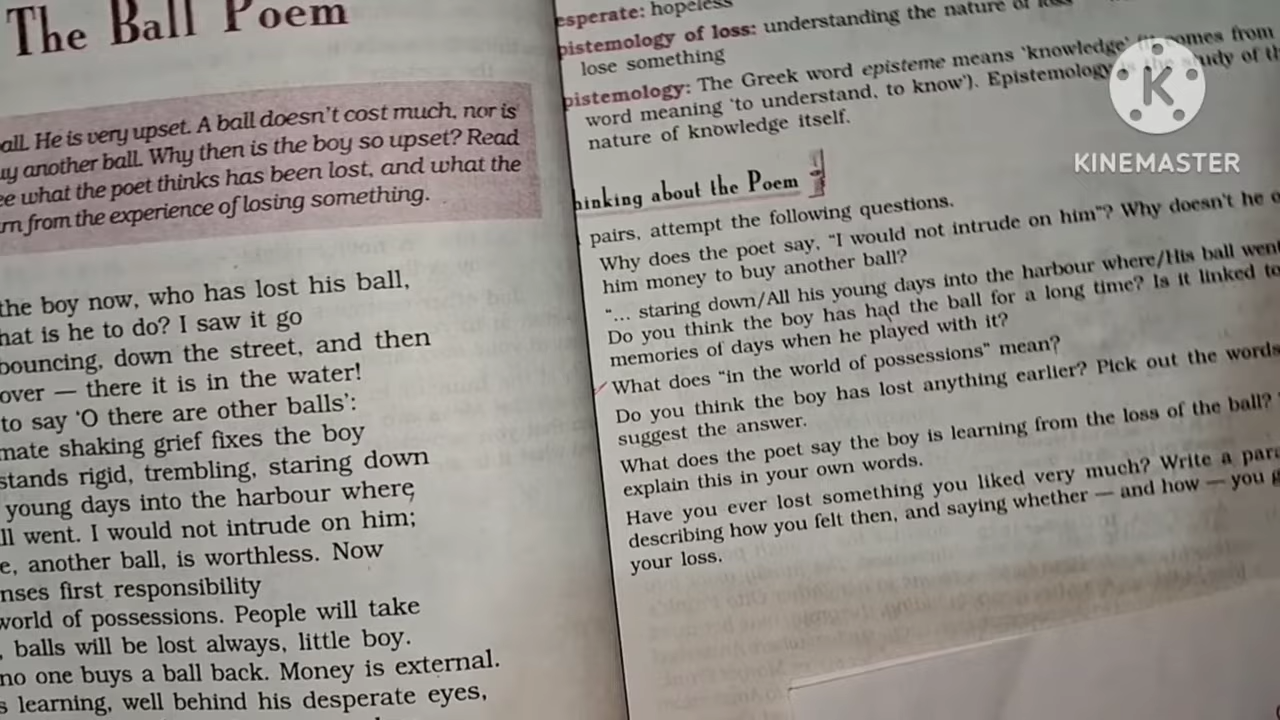 The Ball Poem
all. He is very upset. A ball doesn't cost much, nor is
uy another ball. Why then is the boy so upset? Read
ee what the poet thinks has been lost, and what the
rn from the experience of losing something.
the boy now, who has lost his ball,
hat is he to do? I saw it go
bouncing, down the street, and then
over — there it is in the water!
to say 'O there are other balls':
mate shaking grief fixes the boy
stands rigid, trembling, staring down
young days into the harbour where
ll went. I would not intrude on him;
e, another ball, is worthless. Now
nses first responsibility
world of possessions. People will take
, balls will be lost always, little boy.
no one buys a ball back. Money is external.
s learning, well behind his desperate eyes,
esperate: hopeless
pistemology of loss: understanding the nature of loss
lose something
pistemology: The Greek word episteme means 'knowledge' (it comes from
word meaning 'to understand, to know'). Epistemology is the study of th
nature of knowledge itself.
hinking about the Poem
pairs, attempt the following questions.
Why does the poet say, "I would not intrude on him"? Why doesn't he o
him money to buy another ball?
"... staring down/All his young days into the harbour where/His ball went
Do you think the boy has had the ball for a long time? Is it linked to
memories of days when he played with it?
What does "in the world of possessions" mean?
Do you think the boy has lost anything earlier? Pick out the words
suggest the answer.
What does the poet say the boy is learning from the loss of the ball?
explain this in your own words.
Have you ever lost something you liked very much? Write a para
describing how you felt then, and saying whether — and how — you g
your loss.
K
KINEMASTER